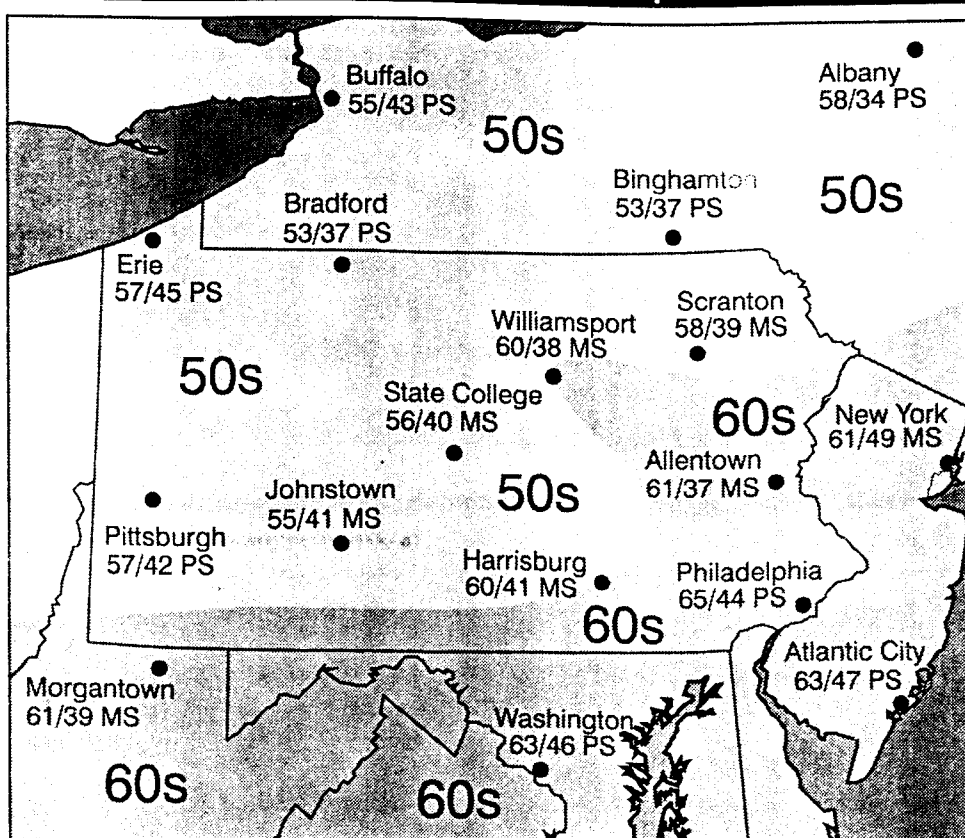 Buffalo
55/43 PS
Albany
58/34 PS
50s
Binghamton
53/37 PS
50s
Bradford
53/37 PS
Erie
57/45 PS
Scranton
58/39 MS
Williamsport
60/38 MS
50s
State College
56/40 MS
60s
New York
61/49 MS
Allentown
61/37 MS
Johnstown
55/41 MS
50s
Pittsburgh
57/42 PS
Harrisburg
60/41 MS
Philadelphia
65/44 PS
60s
Atlantic City
63/47 PS
Morgantown
61/39 MS
Washington
63/46 PS
60s
60s